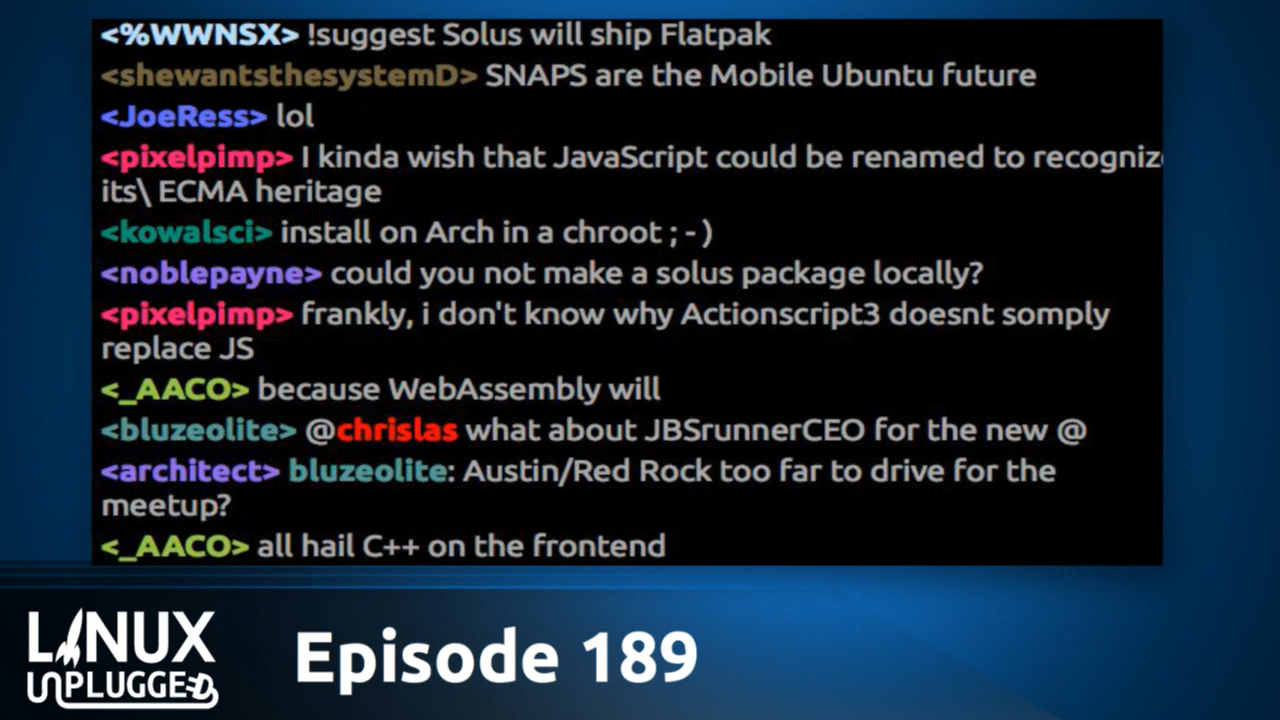 <%WWNSX> !suggest Solus will ship Flatpak
<shewantsthesystemD> SNAPS are the Mobile Ubuntu future
<JoeRess> lol
<pixelpimp> I kinda wish that JavaScript could be renamed to recogniz
its\ ECMA heritage
<kowalsci> install on Arch in a chroot ; - )
<noblepayne> could you not make a solus package locally?
<pixelpimp> frankly, i don't know why Actionscript3 doesnt somply
replace JS
<_AACO> because WebAssembly will
<bluzeolite> @chrislas what about JBSrunnerCEO for the new @
<architect> bluzeolite: Austin/Red Rock too far to drive for the
meetup?
<_AACO> all hail C++ on the frontend
LINUX
UNPLUGGED
Episode 189